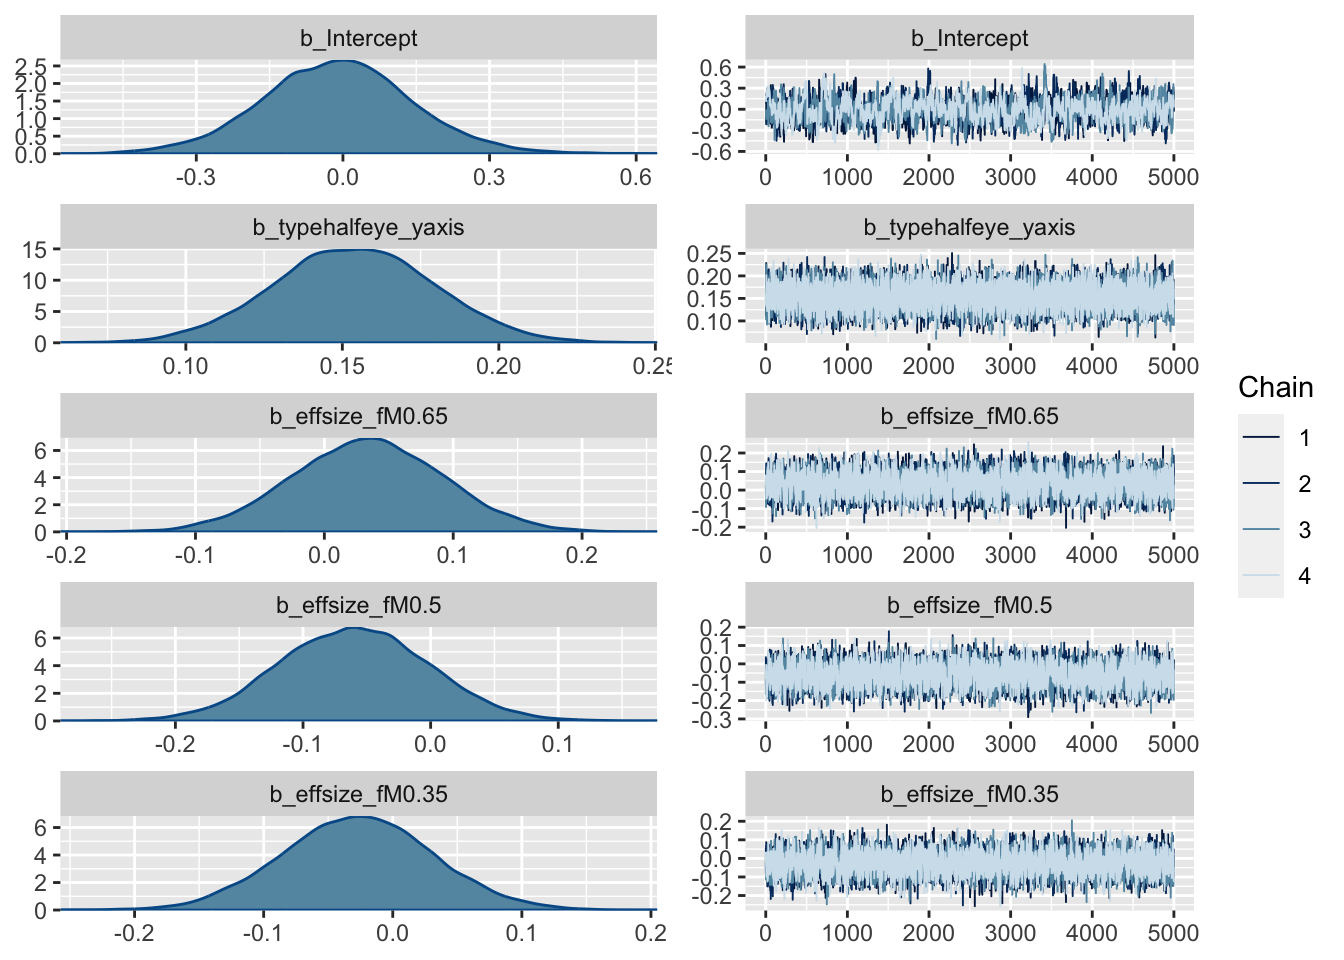 b_Intercept
2.5
2.0
1.5
1.0
0.5
0.0
-0.3 0.0 0.3 0.6
b_Intercept
0.6
0.3
0.0
-0.3
-0.6
0 1000 2000 3000 4000 5000
b_typehalfeye_yaxis
15
10
5
0
0.10 0.15 0.20 0.25
b_typehalfeye_yaxis
0.25
0.20
0.15
0.10
0 1000 2000 3000 4000 5000
b_effsize_fM0.65
6
4
2
0
-0.2 -0.1 0.0 0.1 0.2
b_effsize_fM0.65
0.2
0.1
0.0
-0.1
-0.2
0 1000 2000 3000 4000 5000
b_effsize_fM0.5
6
4
2
0
-0.2 -0.1 0.0 0.1
b_effsize_fM0.5
0.2
0.1
0.0
-0.1
-0.2
-0.3
0 1000 2000 3000 4000 5000
b_effsize_fM0.35
6
4
2
0
-0.2 -0.1 0.0 0.1 0.2
b_effsize_fM0.35
0.2
0.1
0.0
-0.1
-0.2
0 1000 2000 3000 4000 5000
Chain
1
2
3
4